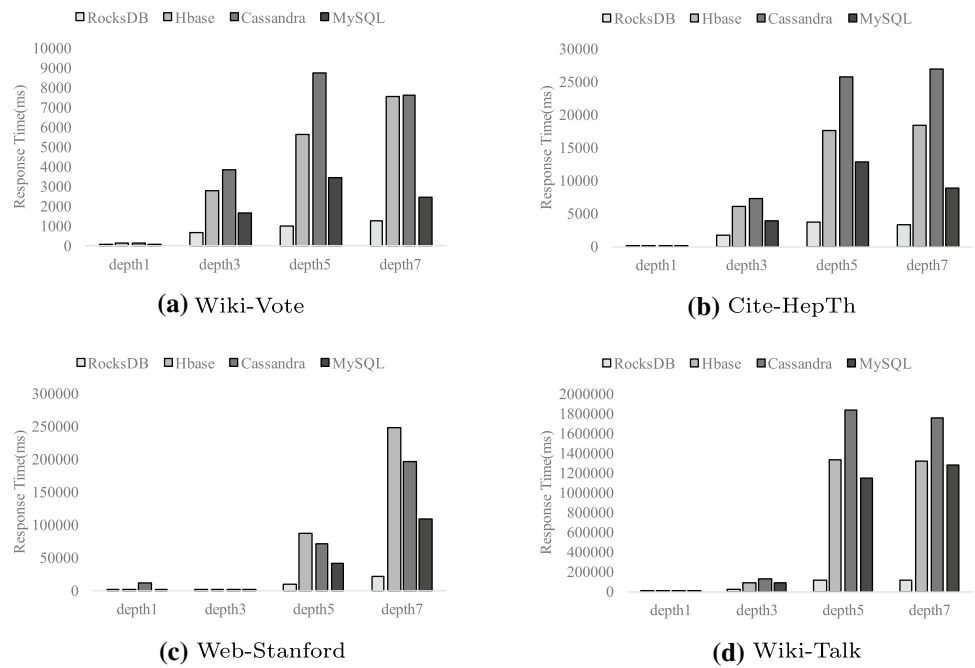 RocksDB Hbase Cassandra MySQL
Response Time(ms)
10000
9000
8000
7000
6000
5000
4000
3000
2000
1000
0
depth1 depth3 depth5 depth7
(a) Wiki-Vote
RocksDB Hbase Cassandra MySQL
Response Time(ms)
30000
25000
20000
15000
10000
5000
0
depth1 depth3 depth5 depth7
(b) Cite-HepTh
RocksDB Hbase Cassandra MySQL
Response Time(ms)
300000
250000
200000
150000
100000
50000
0
depth1 depth3 depth5 depth7
(c) Web-Stanford
RocksDB Hbase Cassandra MySQL
Response Time(ms)
2000000
1800000
1600000
1400000
1200000
1000000
800000
600000
400000
200000
0
depth1 depth3 depth5 depth7
(d) Wiki-Talk